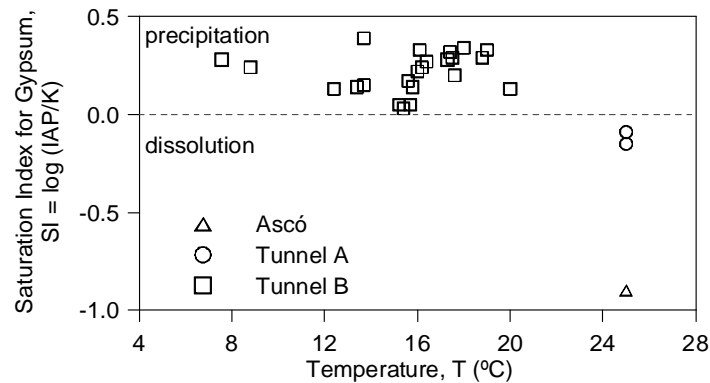 0.5
precipitation
0.0
dissolution
-0.5
Ascó
Tunnel A
Tunnel B
-1.0
4 8 12 16 20 24 28
Temperature, T (ºC)
Saturation Index for Gypsum,
SI = log (IAP/K)